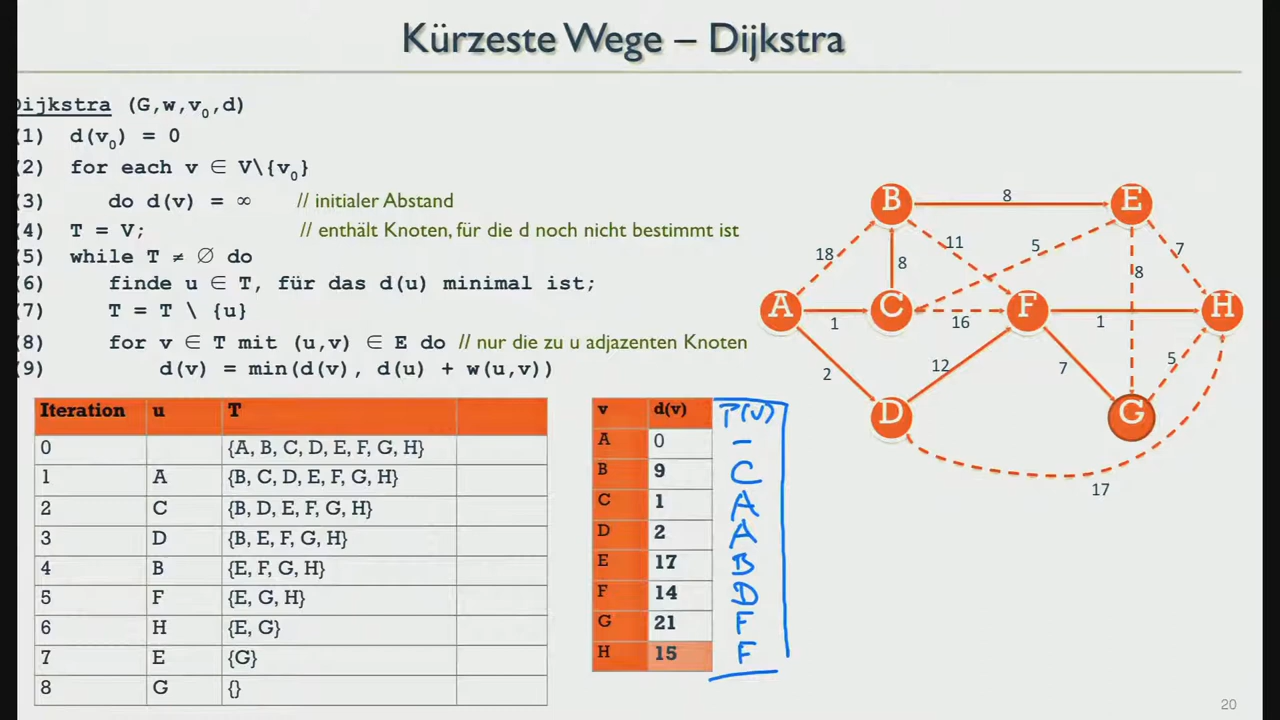 Kürzeste Wege – Dijkstra
Dijkstra (G,w,v0,d)
(1) d(v0) = 0
(2) for each v ∈ V\{v0}
(3) do d(v) = ∞ // initialer Abstand
(4) T = V; // enthält Knoten, für die d noch nicht bestimmt ist
(5) while T ≠ ∅ do
(6) finde u ∈ T, für das d(u) minimal ist;
(7) T = T \ {u}
(8) for v ∈ T mit (u,v) ∈ E do // nur die zu u adjazenten Knoten
(9) d(v) = min(d(v), d(u) + w(u,v))
Iteration u T
0 {A, B, C, D, E, F, G, H}
1 A {B, C, D, E, F, G, H}
2 C {B, D, E, F, G, H}
3 D {B, E, F, G, H}
4 B {E, F, G, H}
5 F {E, G, H}
6 H {E, G}
7 E {G}
8 G {}
v d(v) P(v)
A 0 –
B 9 C
C 1 A
D 2 A
E 17 B
F 14 D
G 21 F
H 15 F
B 8 E
18 11 5 7
8 8
A C F H
1 16 1
2 12 7 5
D G
17
20